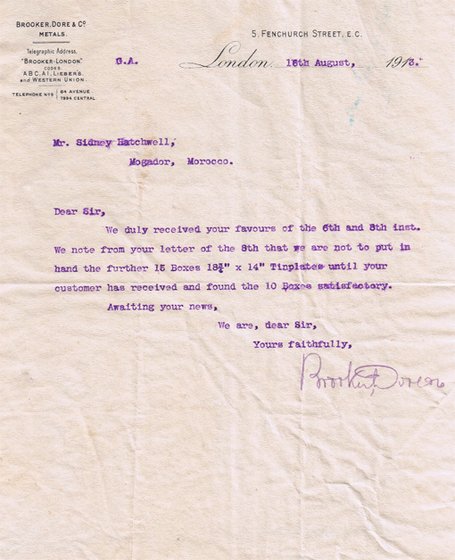 BROOKER, DORE & Co
METALS.
Telegraphic Address,
"BROOKER-LONDON"
CODES.
A B C, A I, LIEBERS,
and WESTERN UNION.
TELEPHONE Nos 64 AVENUE
7994 CENTRAL
5, FENCHURCH STREET, E.C.
G.A. London 18th August, 1913.
Mr. Sidney Hatchwell,
Mogador, Morocco.
Dear Sir,
We duly received your favours of the 6th and 8th inst.
We note from your letter of the 8th that we are not to put in
hand the further 15 Boxes 18¾" x 14" Tinplates until your
customer has received and found the 10 Boxes satisfactory.
Awaiting your news,
We are, dear Sir,
Yours faithfully,
Brooker, Dore & Co